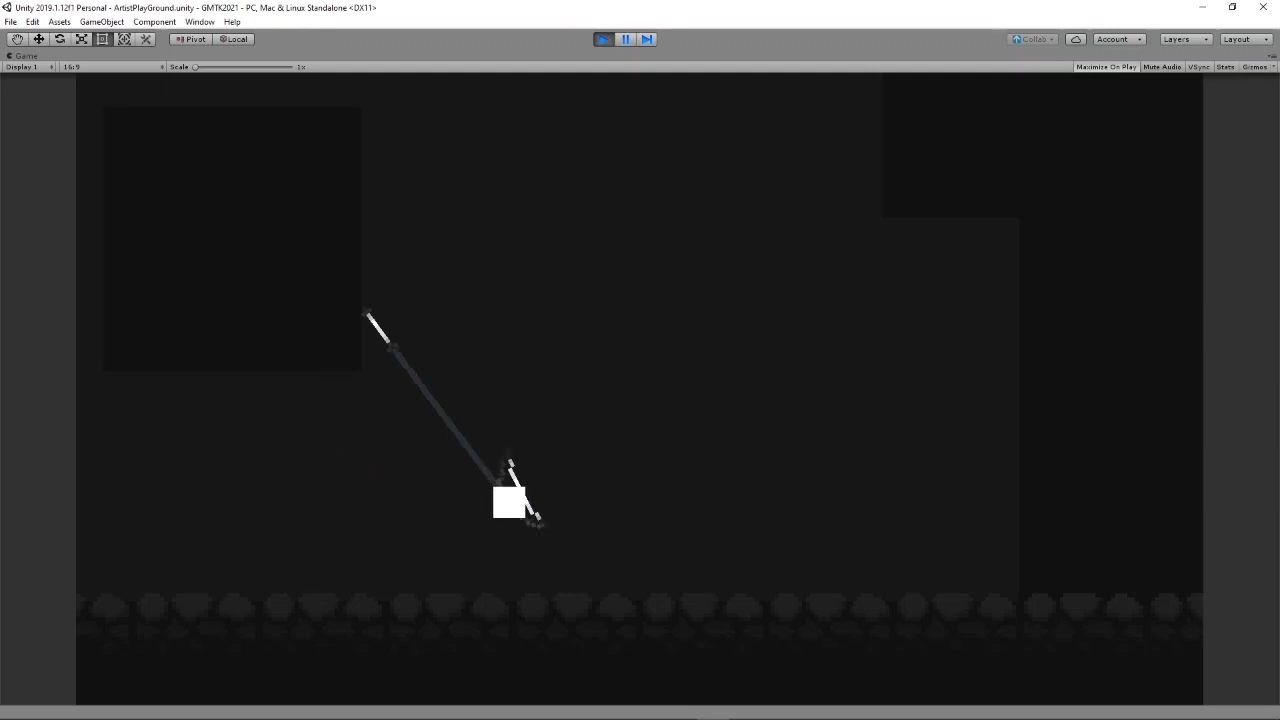 Unity 2019.1.12f1 Personal - ArtistPlayGround.unity - GMTK2021 - PC, Mac & Linux Standalone <DX11>
File Edit Assets GameObject Component Window Help
Pivot Local Collab Account Layers Layout
Game
Display 1 16:9 Scale 1x Maximize On Play Mute Audio VSync Stats Gizmos